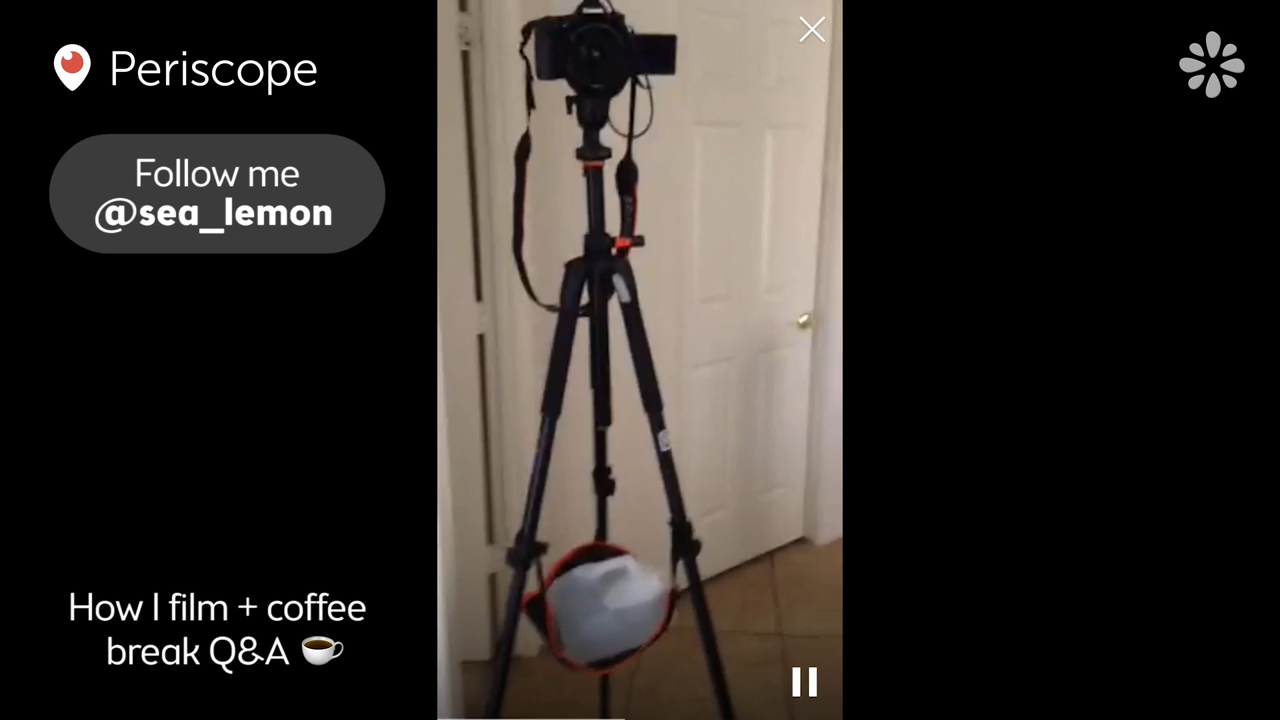 Periscope
Follow me
@sea_lemon
How I film + coffee
break Q&A ☕